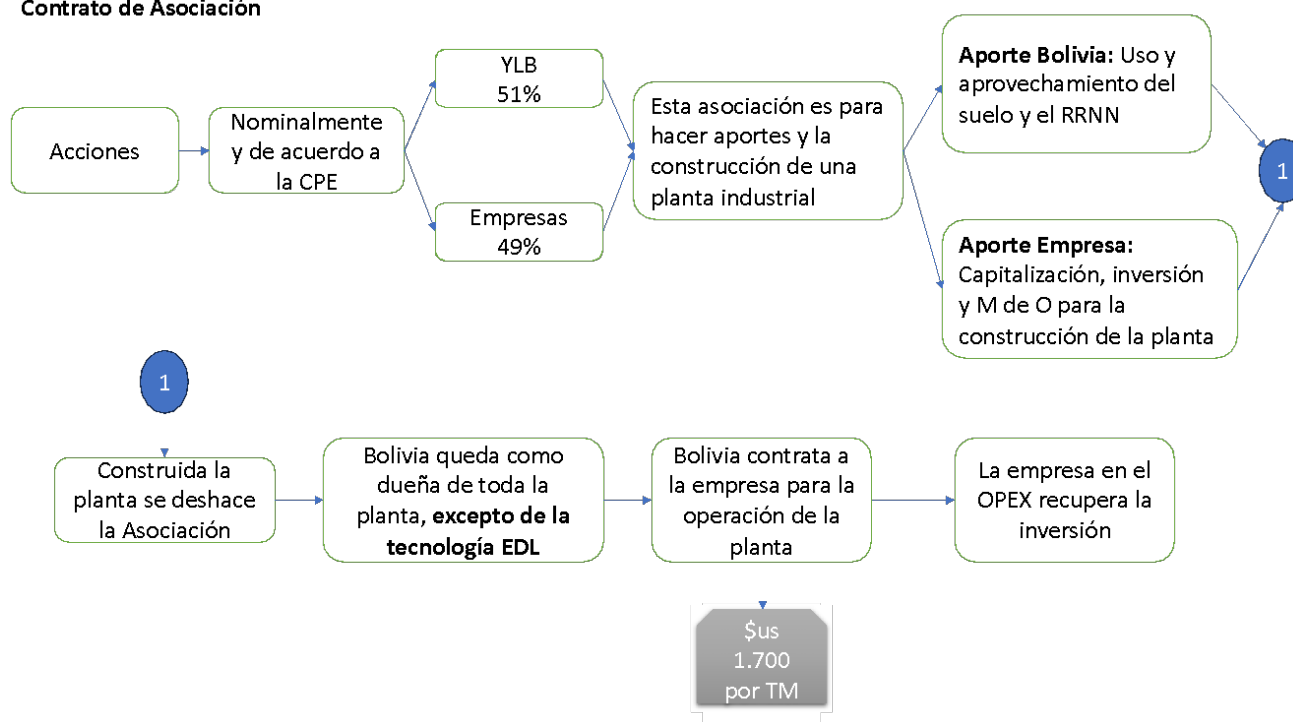 Contrato de Asociación
Acciones
Nominalmente
y de acuerdo a
la CPE
YLB
51%
Empresas
49%
Esta asociación es para
hacer aportes y la
construcción de una
planta industrial
Aporte Bolivia: Uso y
aprovechamiento del
suelo y el RRNN
Aporte Empresa:
Capitalización, inversión
y M de O para la
construcción de la planta
1
1
Construida la
planta se deshace
la Asociación
Bolivia queda como
dueña de toda la
planta, excepto de la
tecnología EDL
Bolivia contrata a
la empresa para la
operación de la
planta
La empresa en el
OPEX recupera la
inversión
$us
1.700
por TM